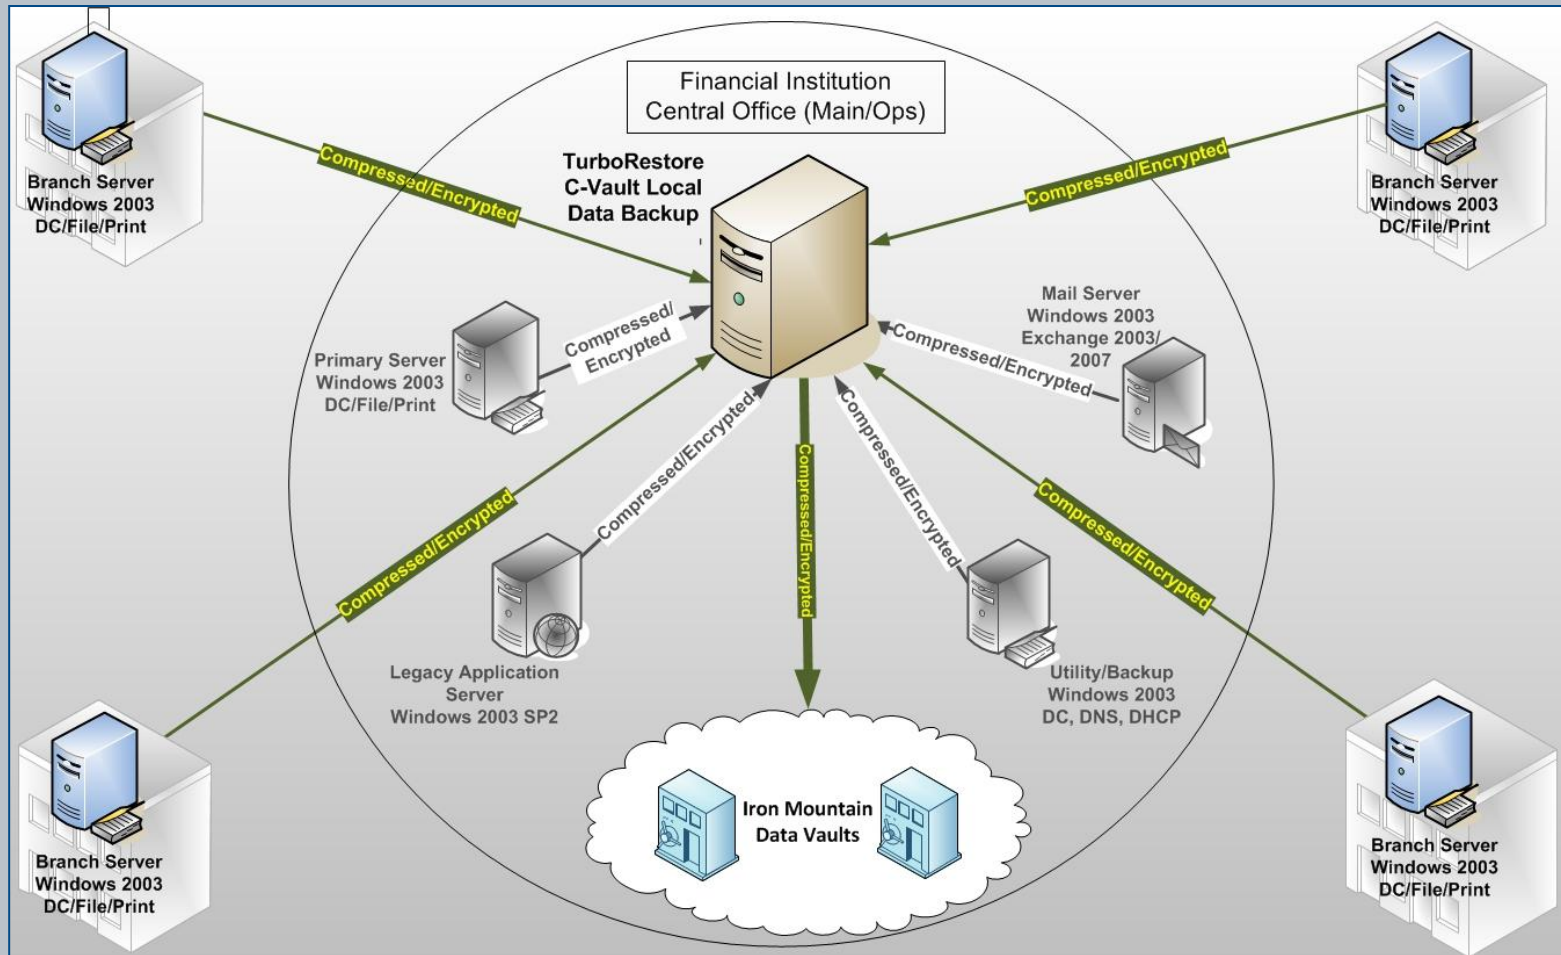 Financial Institution
Central Office (Main/Ops)
Branch Server
Windows 2003
DC/File/Print
Compressed/Encrypted
TurboRestore
C-Vault Local
Data Backup
Compressed/Encrypted
Branch Server
Windows 2003
DC/File/Print
Primary Server
Windows 2003
DC/File/Print
Compressed/
Encrypted
Compressed/Encrypted
Mail Server
Windows 2003
Exchange 2003/
2007
Compressed/Encrypted
Compressed/Encrypted
Compressed/Encrypted
Compressed/Encrypted
Compressed/Encrypted
Legacy Application
Server
Windows 2003 SP2
Utility/Backup
Windows 2003
DC, DNS, DHCP
Iron Mountain
Data Vaults
Branch Server
Windows 2003
DC/File/Print
Branch Server
Windows 2003
DC/File/Print